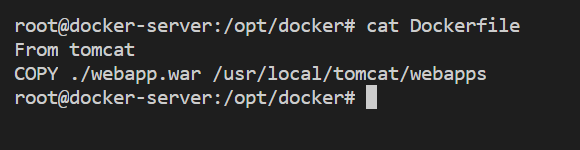 root@docker-server:/opt/docker# cat Dockerfile
From tomcat
COPY ./webapp.war /usr/local/tomcat/webapps
root@docker-server:/opt/docker#